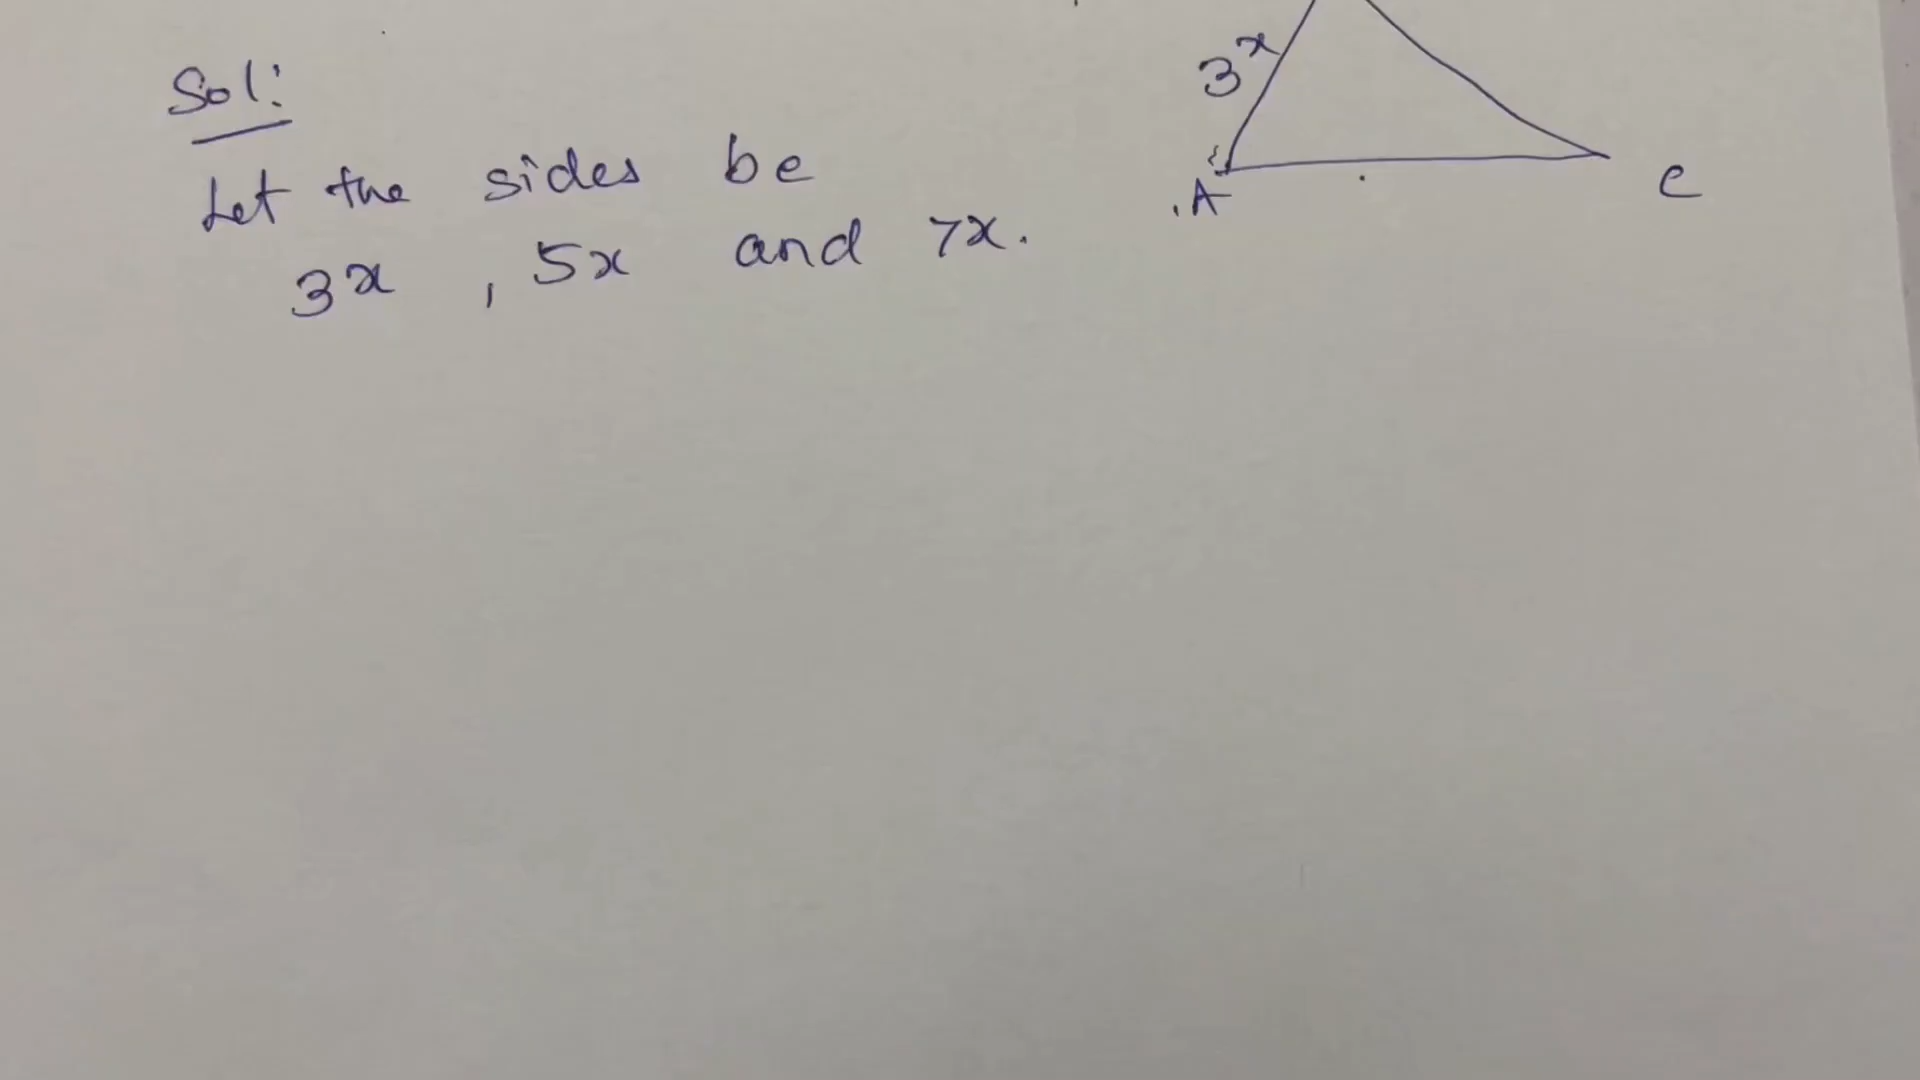 Sol:
Let the sides be
3x , 5x and 7x.
3x
A
C